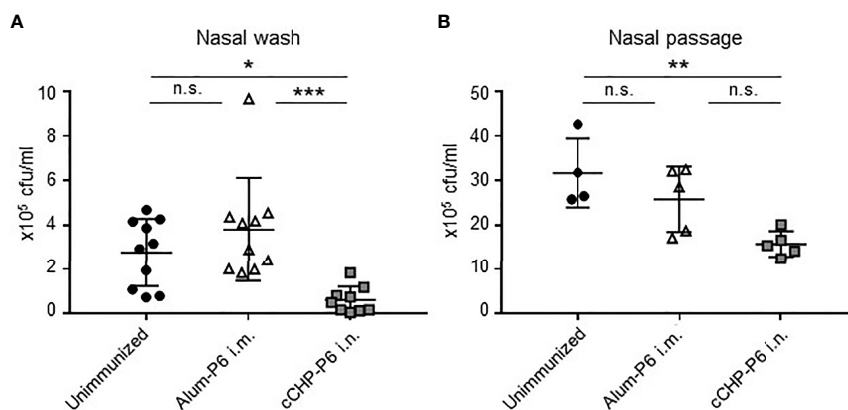 A
Nasal wash
*
n.s.
***
10
8
6
4
2
0
x10⁵ cfu/ml
Unimmunized
Alum-P6 i.m.
cCHP-P6 i.n.
B
Nasal passage
**
n.s.
n.s.
50
40
30
20
10
0
x10⁵ cfu/ml
Unimmunized
Alum-P6 i.m.
cCHP-P6 i.n.